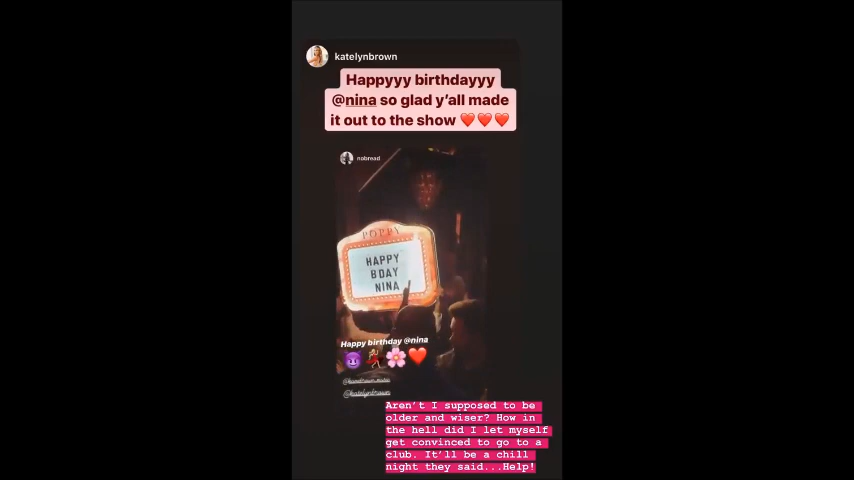 katelynbrown
Happyyy birthdayyy
@nina so glad y'all made
it out to the show ❤️❤️❤️
nobread
POPPY
HAPPY
BDAY
NINA
Happy birthday @nina
😈💃🌸❤️
@katelynbrown
Aren't I supposed to be
older and wiser? How in
the hell did I let myself
get convinced to go to a
club. It'll be a chill
night they said...Help!